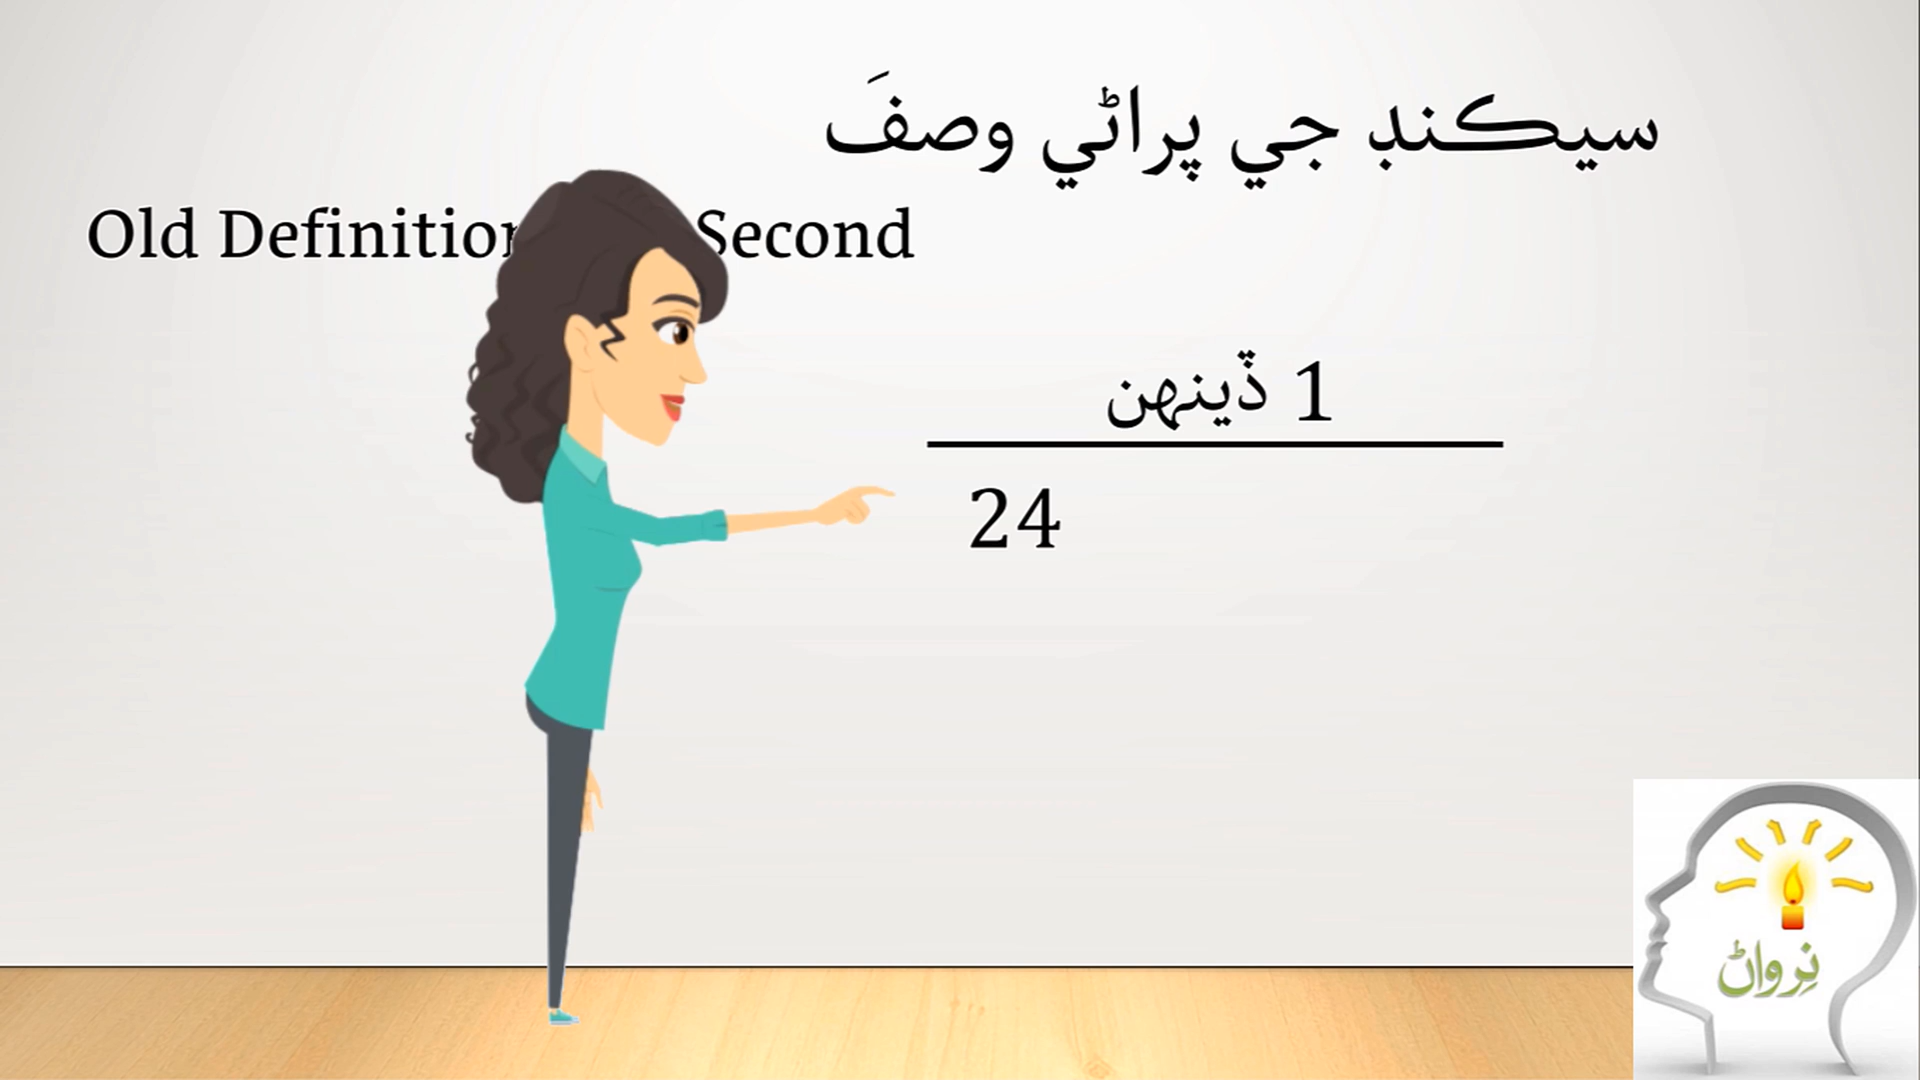 سيڪنڊ جي پراڻي وصفَ
Old Definition Second
1 ڏينهن
24
نِرواڻ